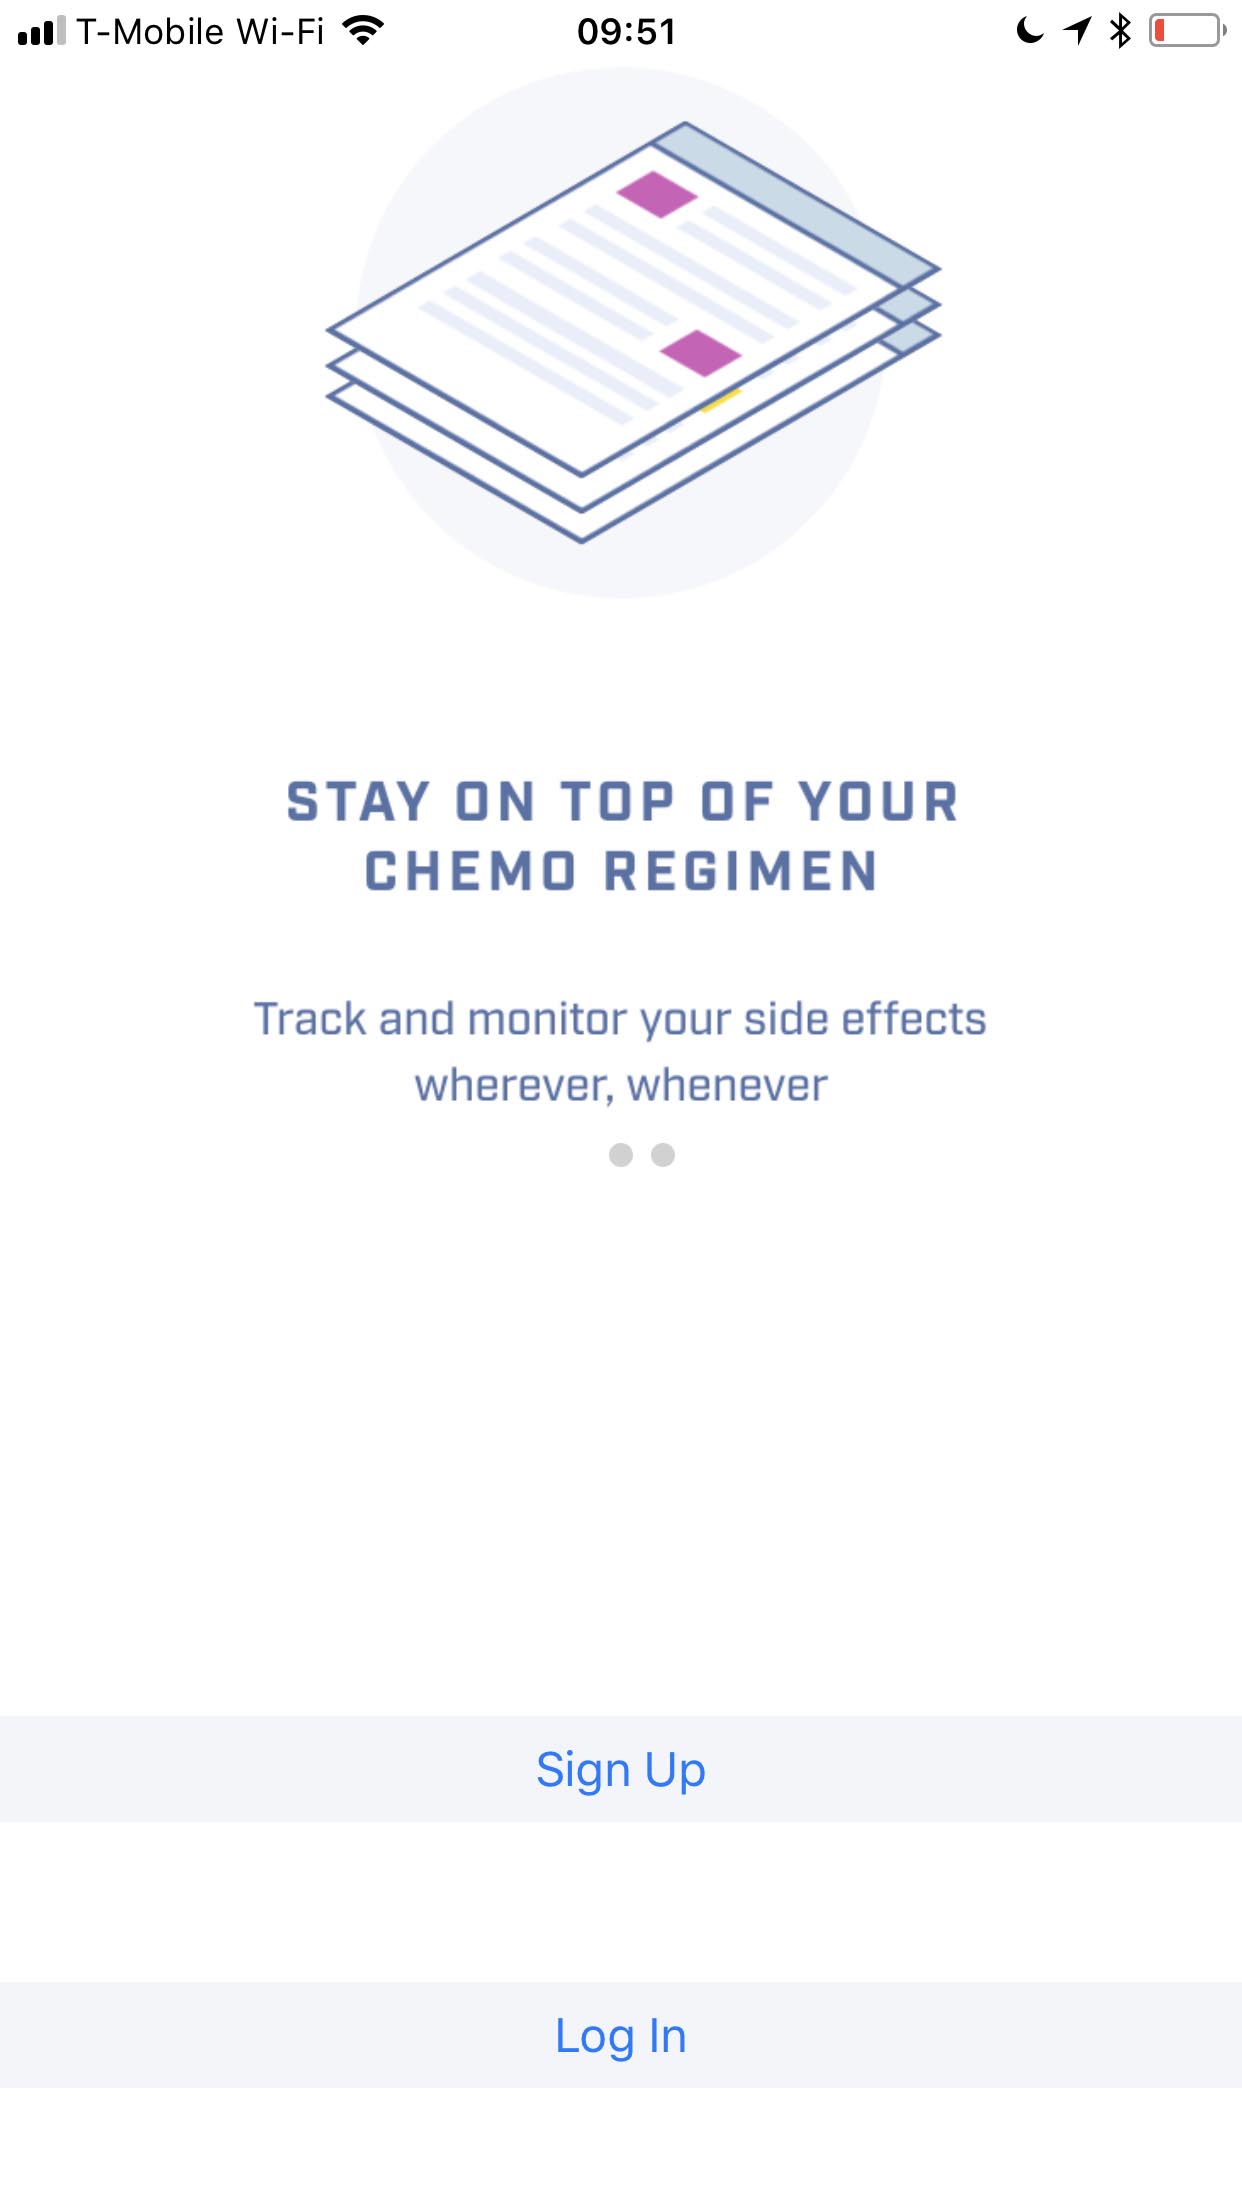 T-Mobile Wi-Fi 09:51
STAY ON TOP OF YOUR
CHEMO REGIMEN
Track and monitor your side effects
wherever, whenever
Sign Up
Log In